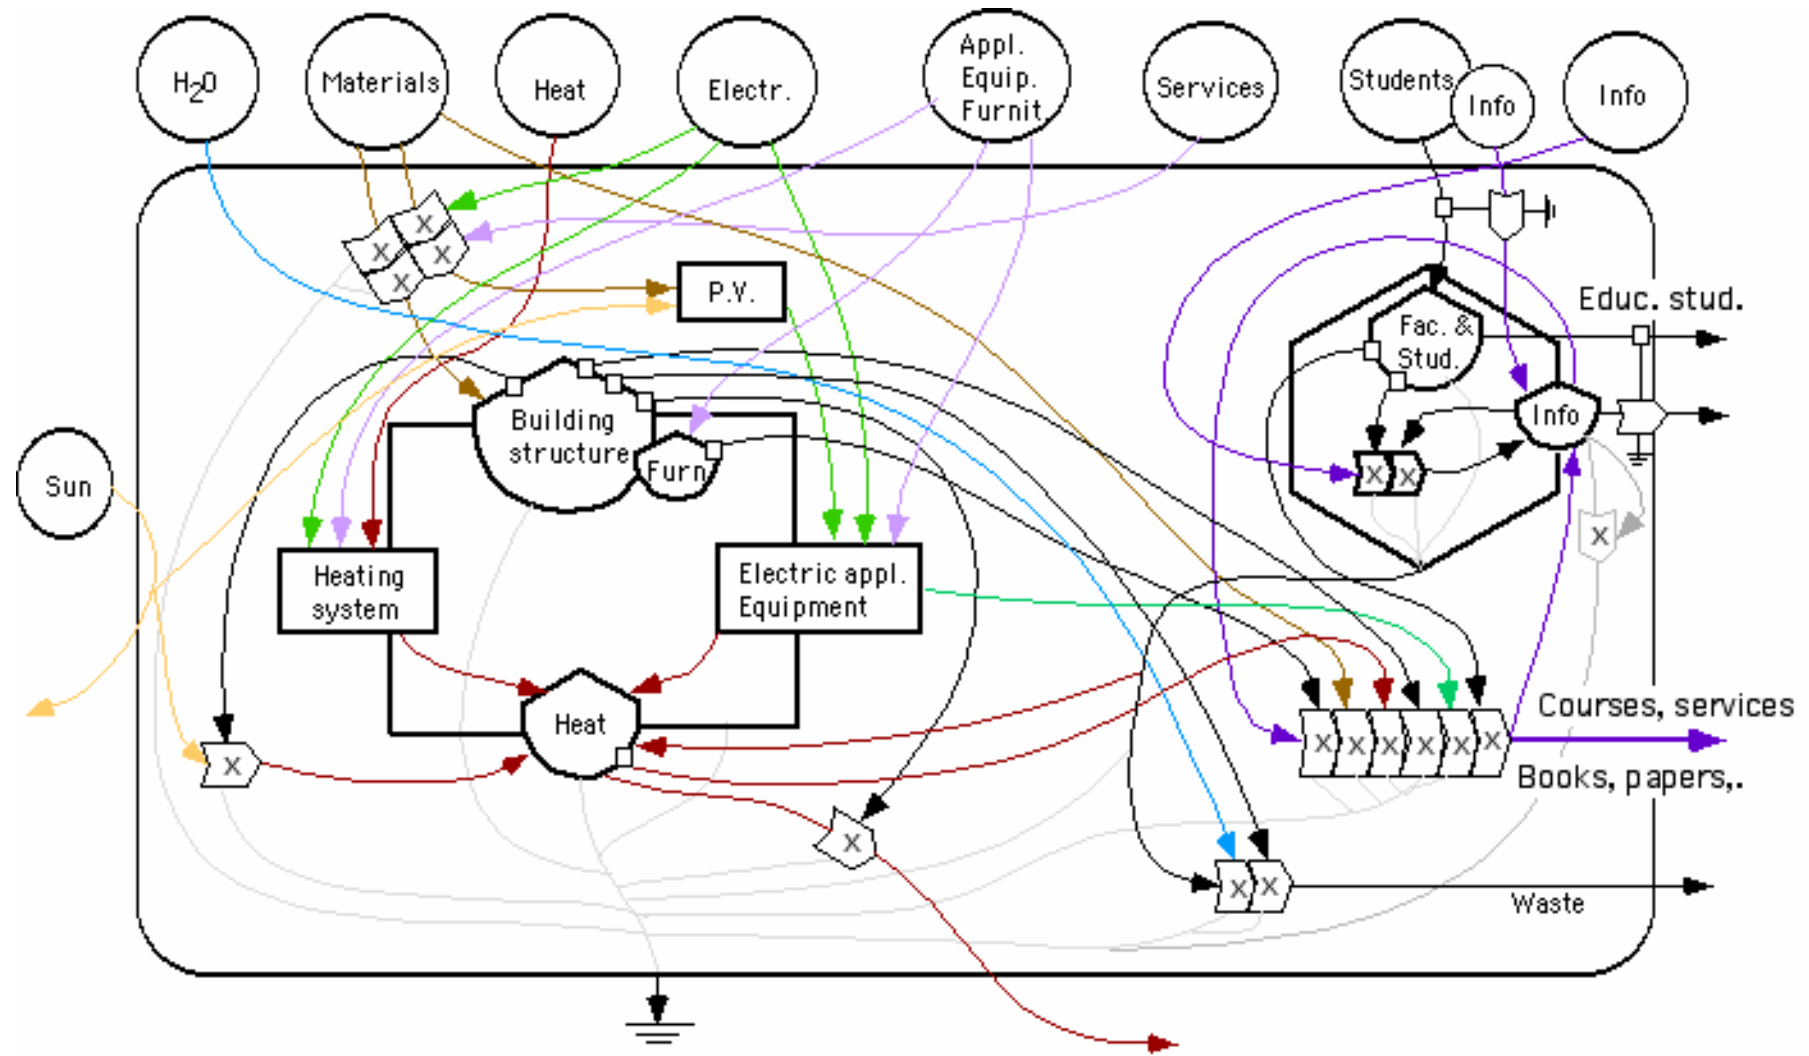 H2O
Materials
Heat
Electr.
Appl.
Equip.
Furnit
Services
Students
Info
Info
X
X
X
X
P.V.
Educ. stud.
Fac. &
Stud.
Info
Building
structure
Furn
X X
Sun
X
Heating
system
Electric appl.
Equipment
Heat
Courses, services
X X X X X X
X
Books, papers,.
X
X X
Waste